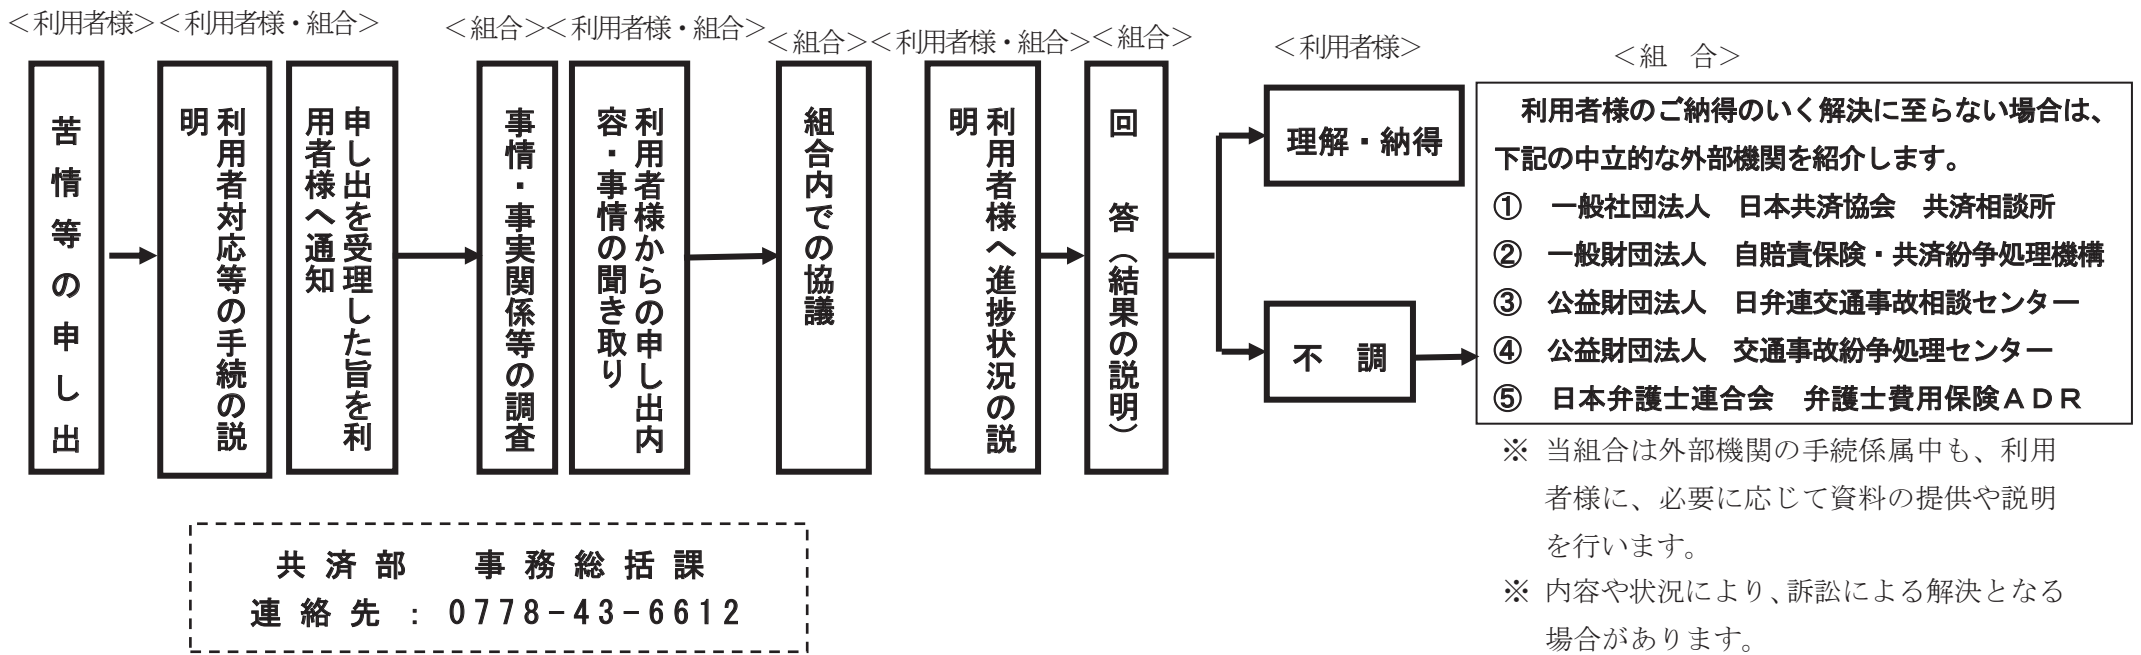 ＜利用者様＞
＜利用者様・組合＞
＜組合＞
＜利用者様・組合＞
＜組合＞
＜利用者様・組合＞
＜組合＞
＜利用者様＞
＜組　合＞
苦情等の申し出
利用者対応等の手続の説
明
申し出を受理した旨を利
用者様へ通知
事情・事実関係等の調査
利用者様からの申し出内
容・事情の聞き取り
組合内での協議
利用者様へ進捗状況の説
明
回　答（結果の説明）
理解・納得
不　調
利用者様のご納得のいく解決に至らない場合は、
下記の中立的な外部機関を紹介します。
①　一般社団法人　日本共済協会　共済相談所
②　一般財団法人　自賠責保険・共済紛争処理機構
③　公益財団法人　日弁連交通事故相談センター
④　公益財団法人　交通事故紛争処理センター
⑤　日本弁護士連合会　弁護士費用保険ＡＤＲ
※ 当組合は外部機関の手続係属中も、利用
者様に、必要に応じて資料の提供や説明
を行います。
※ 内容や状況により、訴訟による解決となる
場合があります。
共済部　事務総括課
連絡先：0778-43-6612